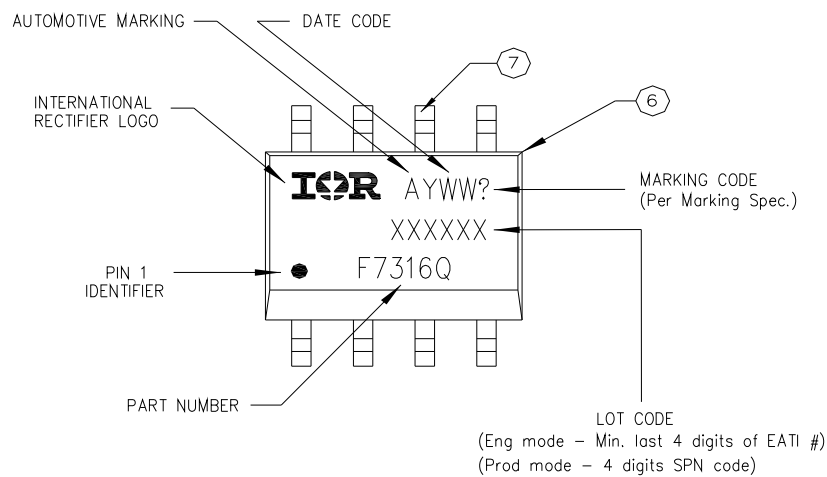 AUTOMOTIVE MARKING
DATE CODE
7
INTERNATIONAL
RECTIFIER LOGO
6
IOR
AYWW?
MARKING CODE
(Per Marking Spec.)
XXXXXX
PIN 1
IDENTIFIER
F7316Q
PART NUMBER
LOT CODE
(Eng mode – Min. last 4 digits of EATI #)
(Prod mode – 4 digits SPN code)